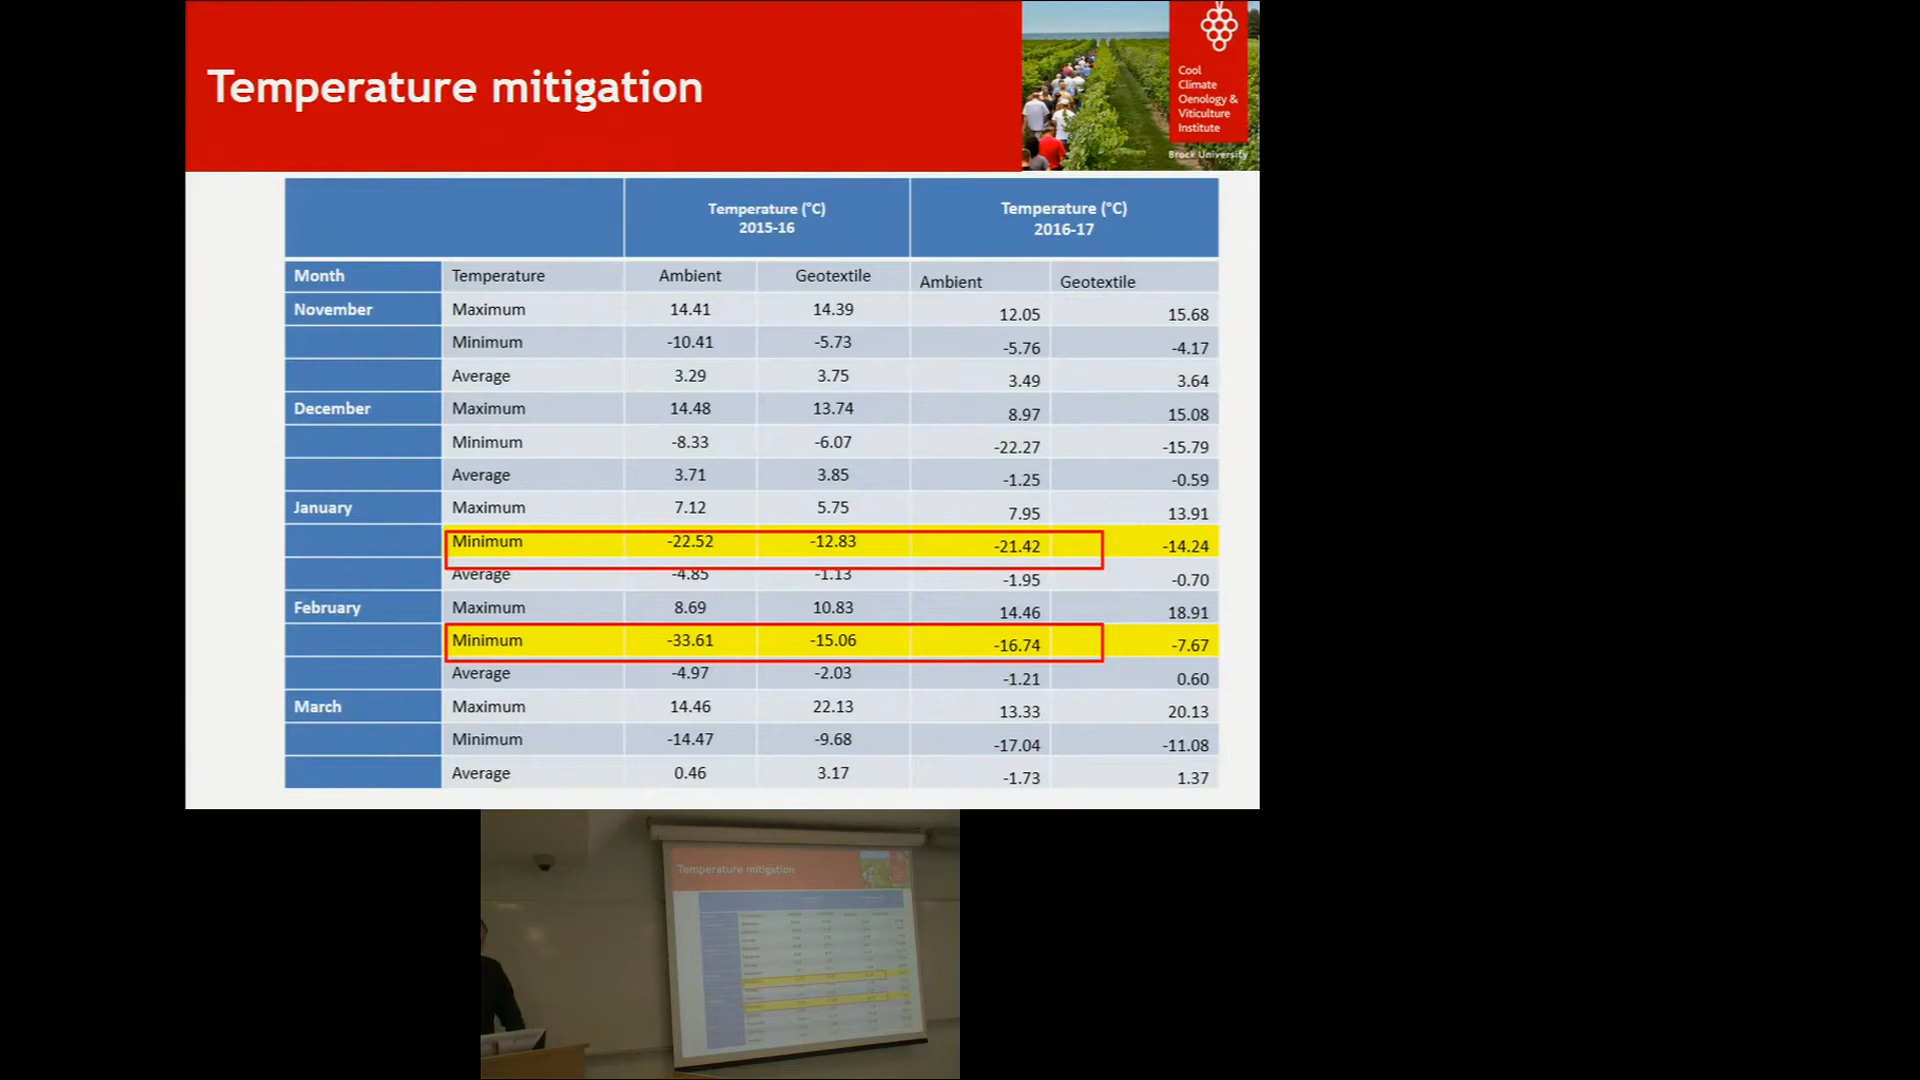 Temperature mitigation
Cool
Climate
Oenology &
Viticulture
Institute
Brock University
Temperature (°C)
2015-16
Temperature (°C)
2016-17
Month Temperature Ambient Geotextile Ambient Geotextile
November Maximum 14.41 14.39 12.05 15.68
Minimum -10.41 -5.73 -5.76 -4.17
Average 3.29 3.75 3.49 3.64
December Maximum 14.48 13.74 8.97 15.08
Minimum -8.33 -6.07 -22.27 -15.79
Average 3.71 3.85 -1.25 -0.59
January Maximum 7.12 5.75 7.95 13.91
Minimum -22.52 -12.83 -21.42 -14.24
Average -4.85 -1.13 -1.95 -0.70
February Maximum 8.69 10.83 14.46 18.91
Minimum -33.61 -15.06 -16.74 -7.67
Average -4.97 -2.03 -1.21 0.60
March Maximum 14.46 22.13 13.33 20.13
Minimum -14.47 -9.68 -17.04 -11.08
Average 0.46 3.17 -1.73 1.37
Temperature mitigation